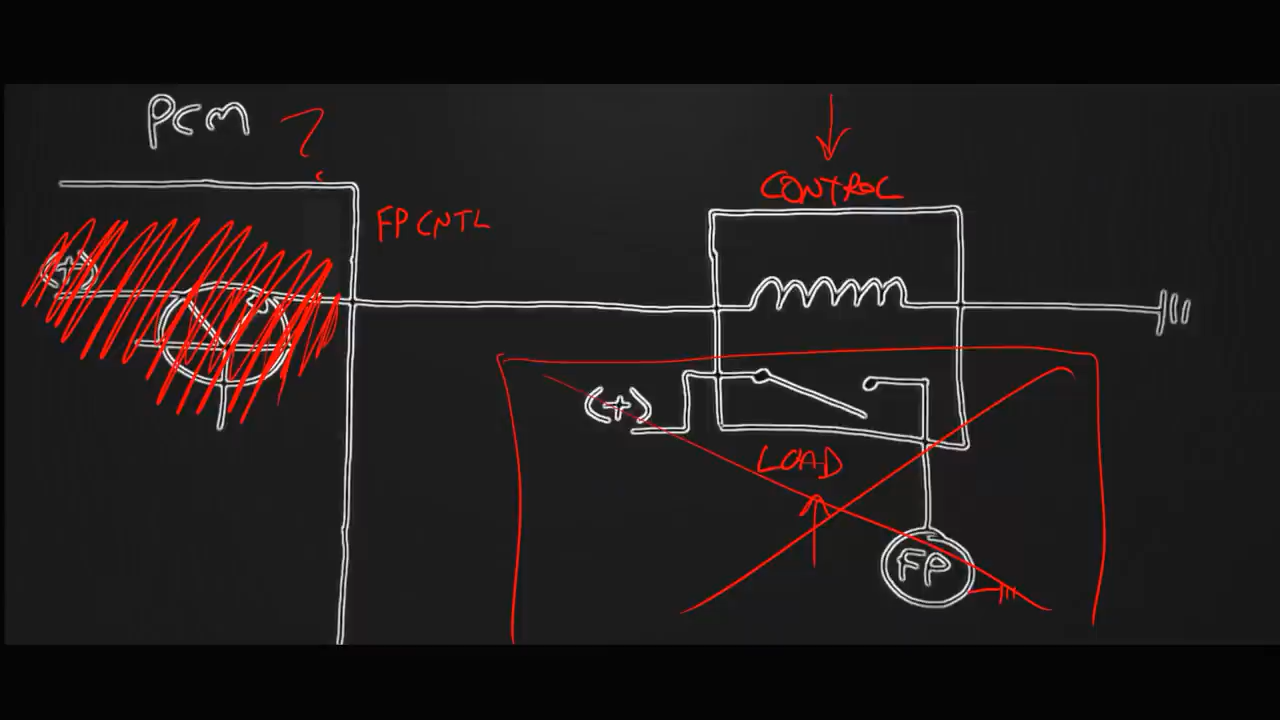 PCM ?
CONTROL
FP CNTL
(+)
(+)
LOAD
FP